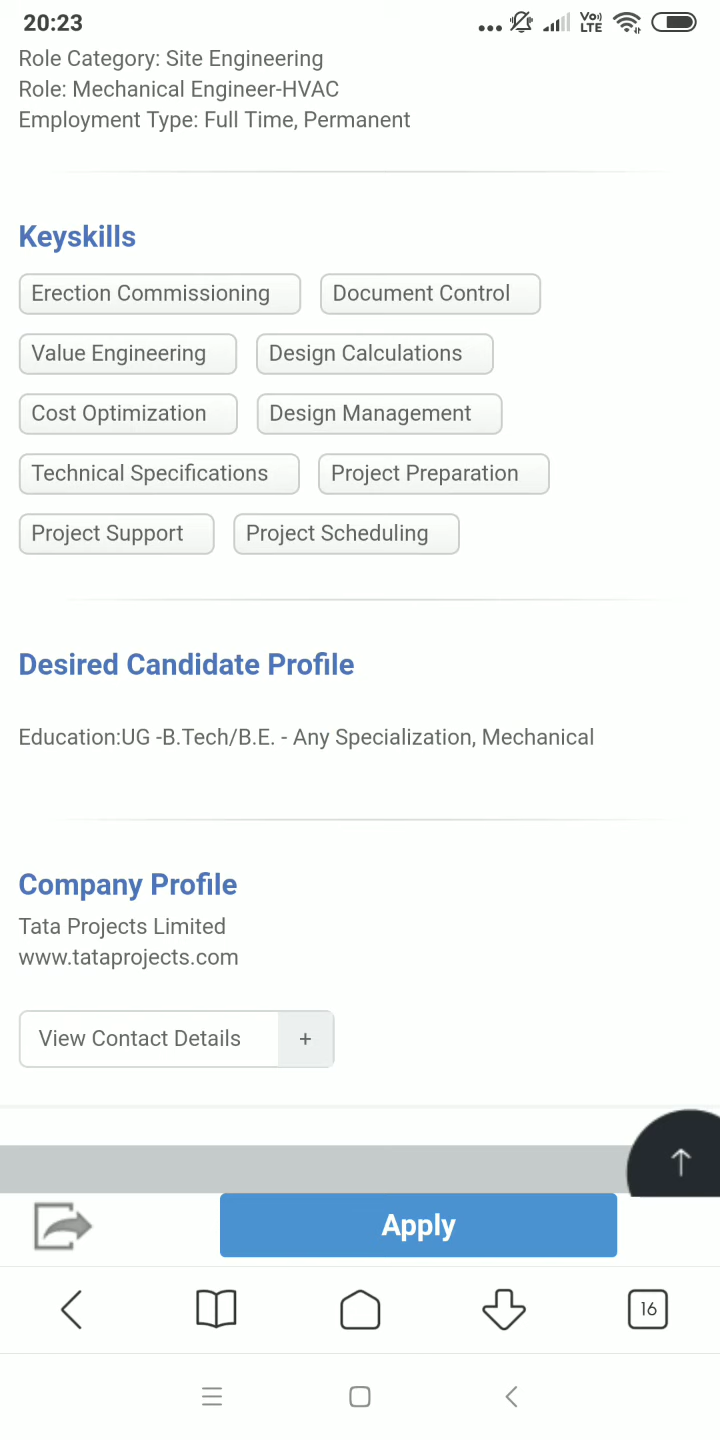 20:23
Vo)) LTE
Role Category: Site Engineering
Role: Mechanical Engineer-HVAC
Employment Type: Full Time, Permanent
Keyskills
Erection Commissioning Document Control
Value Engineering Design Calculations
Cost Optimization Design Management
Technical Specifications Project Preparation
Project Support Project Scheduling
Desired Candidate Profile
Education:UG -B.Tech/B.E. - Any Specialization, Mechanical
Company Profile
Tata Projects Limited
www.tataprojects.com
View Contact Details +
Apply
16